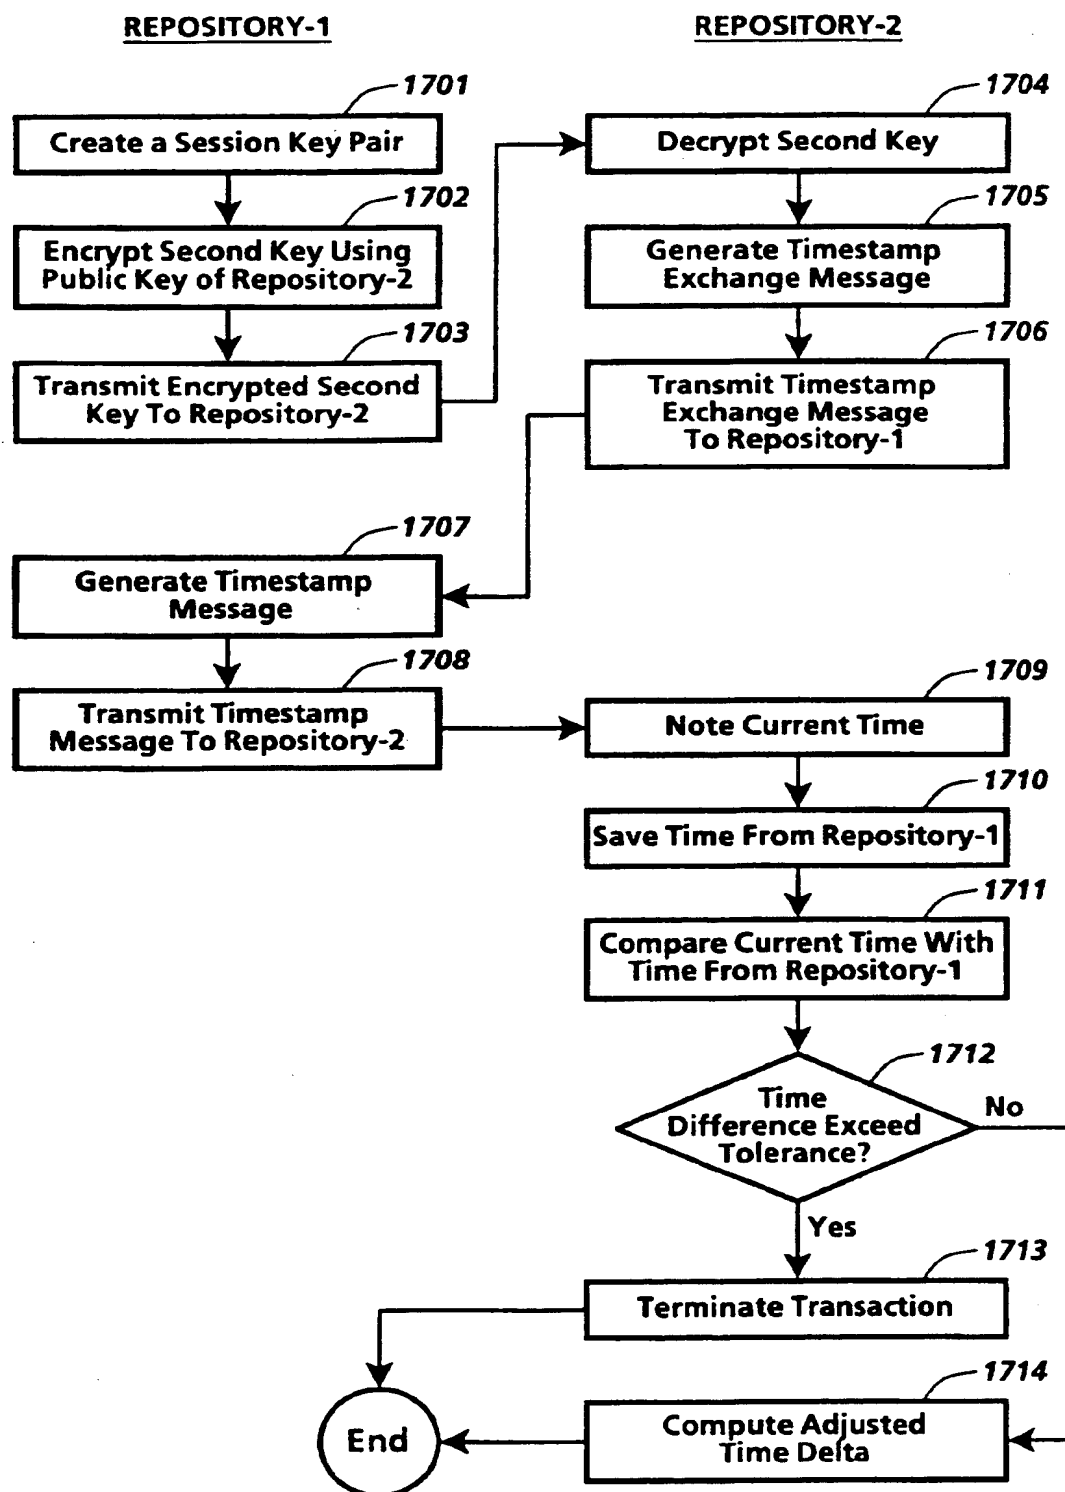 REPOSITORY-1
REPOSITORY-2
1701
Create a Session Key Pair
1702
Encrypt Second Key Using
Public Key of Repository-2
1703
Transmit Encrypted Second
Key To Repository-2
1704
Decrypt Second Key
1705
Generate Timestamp
Exchange Message
1706
Transmit Timestamp
Exchange Message
To Repository-1
1707
Generate Timestamp
Message
1708
Transmit Timestamp
Message To Repository-2
1709
Note Current Time
1710
Save Time From Repository-1
1711
Compare Current Time With
Time From Repository-1
1712
Time
Difference Exceed
Tolerance?
No
Yes
1713
Terminate Transaction
1714
Compute Adjusted
Time Delta
End